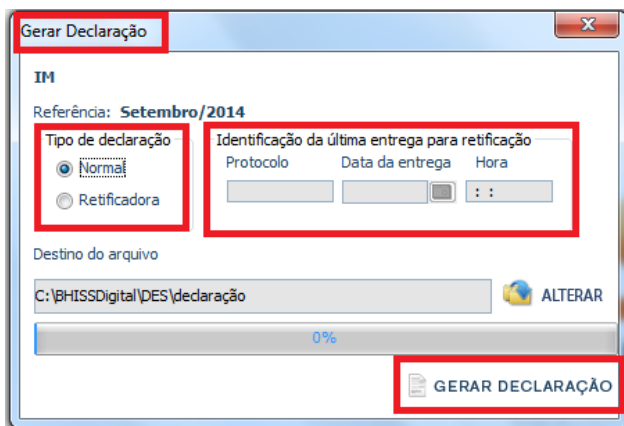 Gerar Declaração
IM
Referência: Setembro/2014
Tipo de declaração
Normal
Retificadora
Identificação da última entrega para retificação
Protocolo Data da entrega Hora
: :
Destino do arquivo
C:\BHISSDigital\DES\declaração
ALTERAR
0%
GERAR DECLARAÇÃO